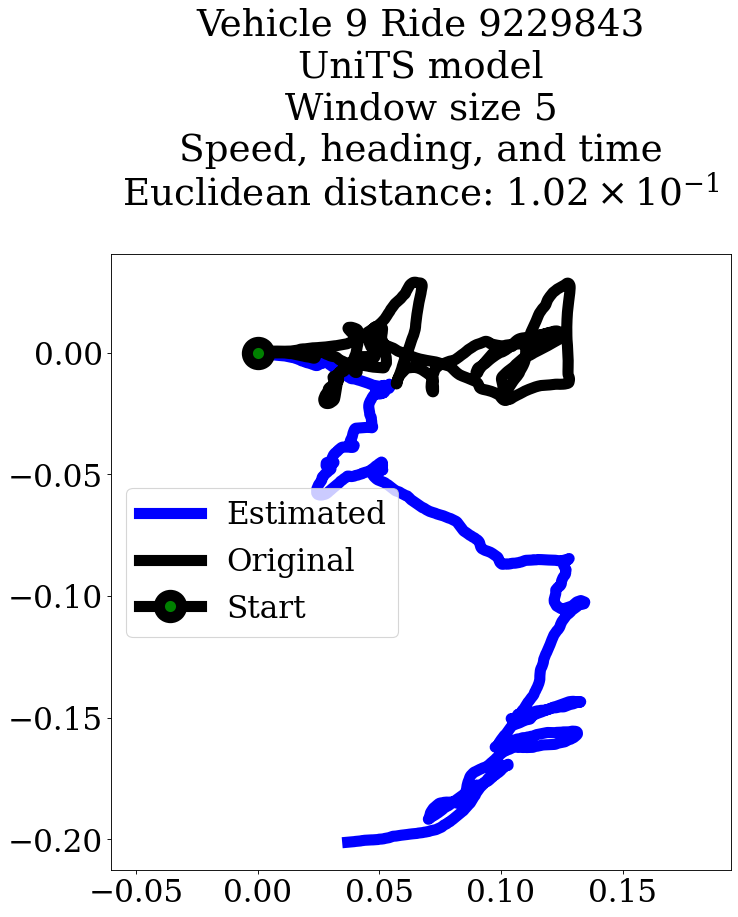 Vehicle 9 Ride 9229843
UniTS model
Window size 5
Speed, heading, and time
Euclidean distance: 1.02 × 10⁻¹
0.00
−0.05
−0.10
−0.15
−0.20
Estimated
Original
Start
−0.05 0.00 0.05 0.10 0.15